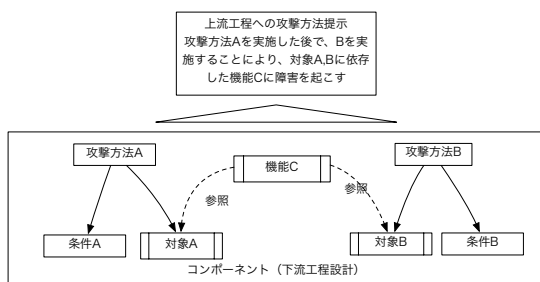 上流工程への攻撃方法提示
攻撃方法Aを実施した後で、Bを実
施することにより、対象A,Bに依存
した機能Cに障害を起こす
攻撃方法A
機能C
攻撃方法B
参照
参照
条件A
対象A
対象B
条件B
コンポーネント（下流工程設計）